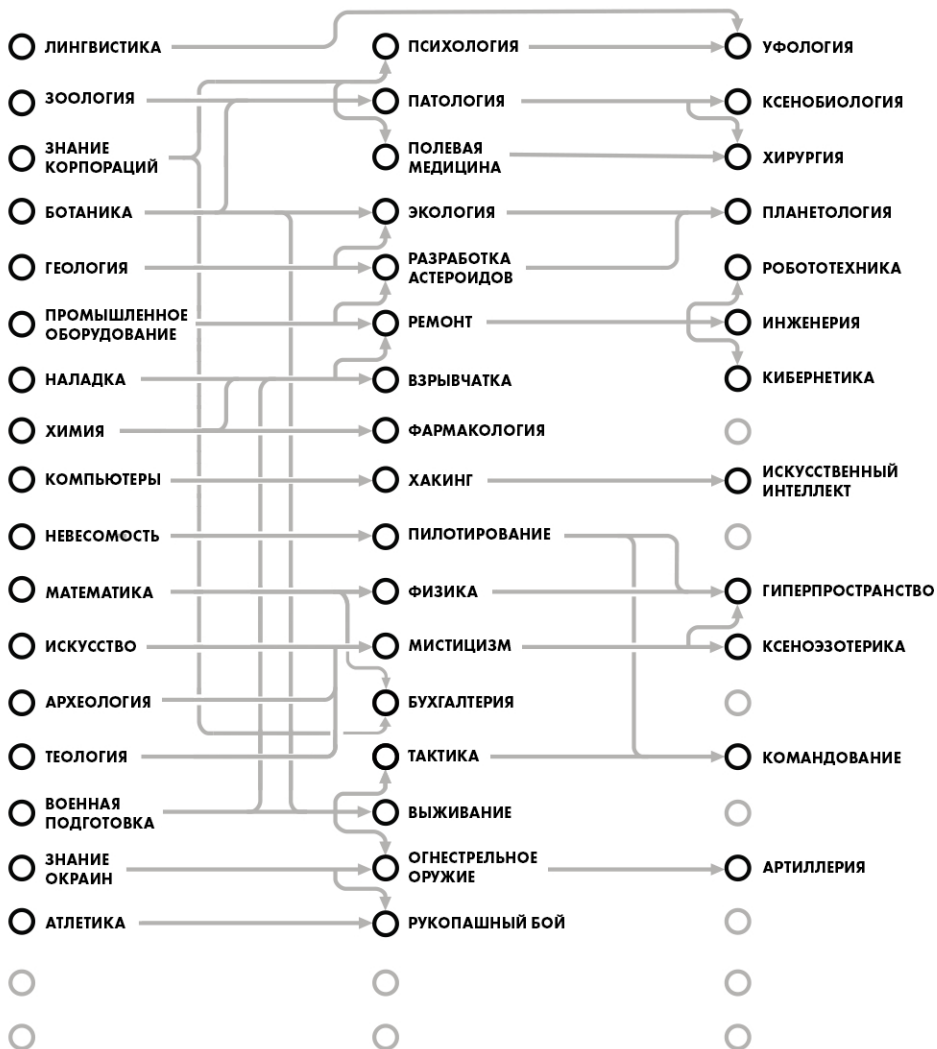 ЛИНГВИСТИКА
ПСИХОЛОГИЯ
УФОЛОГИЯ
ЗООЛОГИЯ
ПАТОЛОГИЯ
КСЕНОБИОЛОГИЯ
ЗНАНИЕ
КОРПОРАЦИЙ
ПОЛЕВАЯ
МЕДИЦИНА
ХИРУРГИЯ
БОТАНИКА
ЭКОЛОГИЯ
ПЛАНЕТОЛОГИЯ
ГЕОЛОГИЯ
РАЗРАБОТКА
АСТЕРОИДОВ
РОБОТОТЕХНИКА
ПРОМЫШЛЕННОЕ
ОБОРУДОВАНИЕ
РЕМОНТ
ИНЖЕНЕРИЯ
НАЛАДКА
ВЗРЫВЧАТКА
КИБЕРНЕТИКА
ХИМИЯ
ФАРМАКОЛОГИЯ
КОМПЬЮТЕРЫ
ХАКИНГ
ИСКУССТВЕННЫЙ
ИНТЕЛЛЕКТ
НЕВЕСОМОСТЬ
ПИЛОТИРОВАНИЕ
МАТЕМАТИКА
ФИЗИКА
ГИПЕРПРОСТРАНСТВО
ИСКУССТВО
МИСТИЦИЗМ
КСЕНОЭЗОТЕРИКА
АРХЕОЛОГИЯ
БУХГАЛТЕРИЯ
ТЕОЛОГИЯ
ТАКТИКА
КОМАНДОВАНИЕ
ВОЕННАЯ
ПОДГОТОВКА
ВЫЖИВАНИЕ
ЗНАНИЕ
ОКРАИН
ОГНЕСТРЕЛЬНОЕ
ОРУЖИЕ
АРТИЛЛЕРИЯ
АТЛЕТИКА
РУКОПАШНЫЙ БОЙ